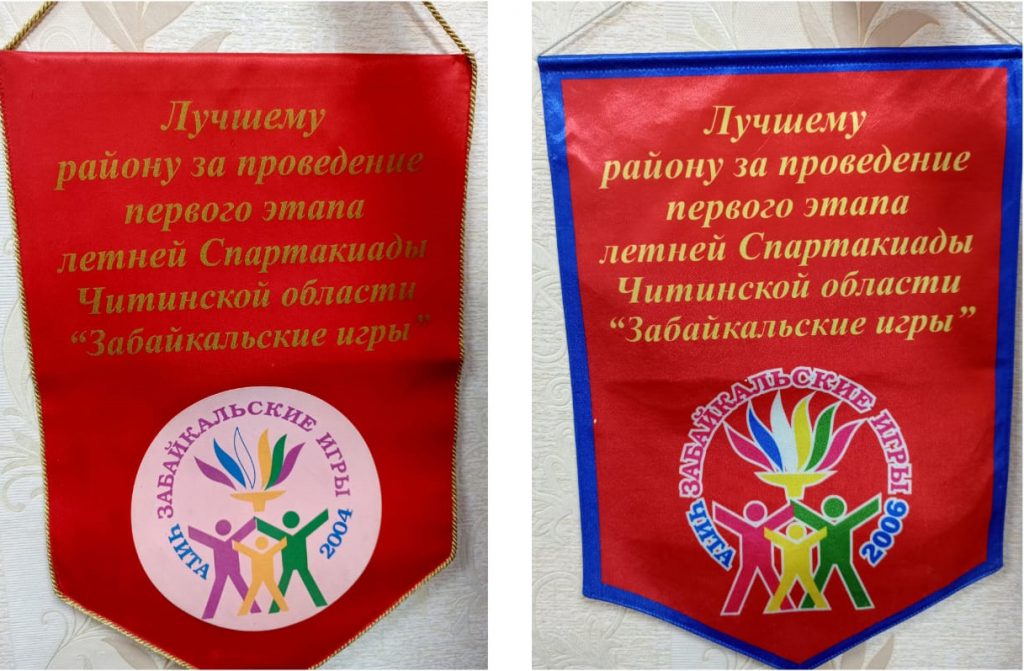 Лучшему
району за проведение
первого этапа
летней Спартакиады
Читинской области
“Забайкальские игры”
ЗАБАЙКАЛЬСКИЕ ИГРЫ
ЧИТА 2004
Лучшему
району за проведение
первого этапа
летней Спартакиады
Читинской области
“Забайкальские игры”
ЗАБАЙКАЛЬСКИЕ ИГРЫ
ЧИТА 2006